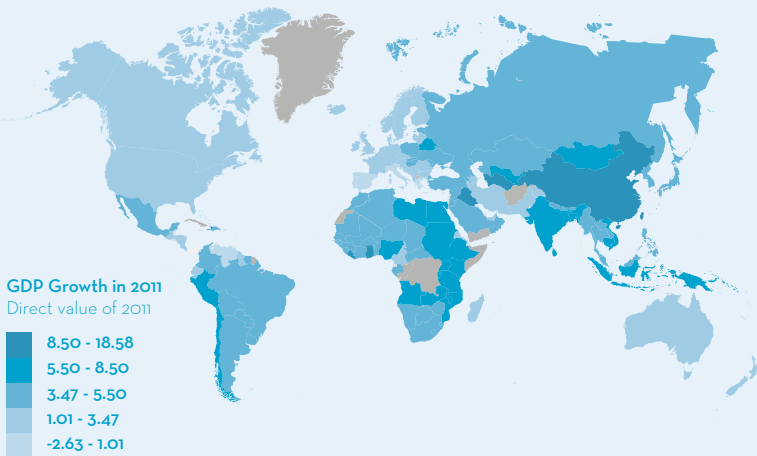 GDP Growth in 2011
Direct value of 2011
8.50 - 18.58
5.50 - 8.50
3.47 - 5.50
1.01 - 3.47
-2.63 - 1.01